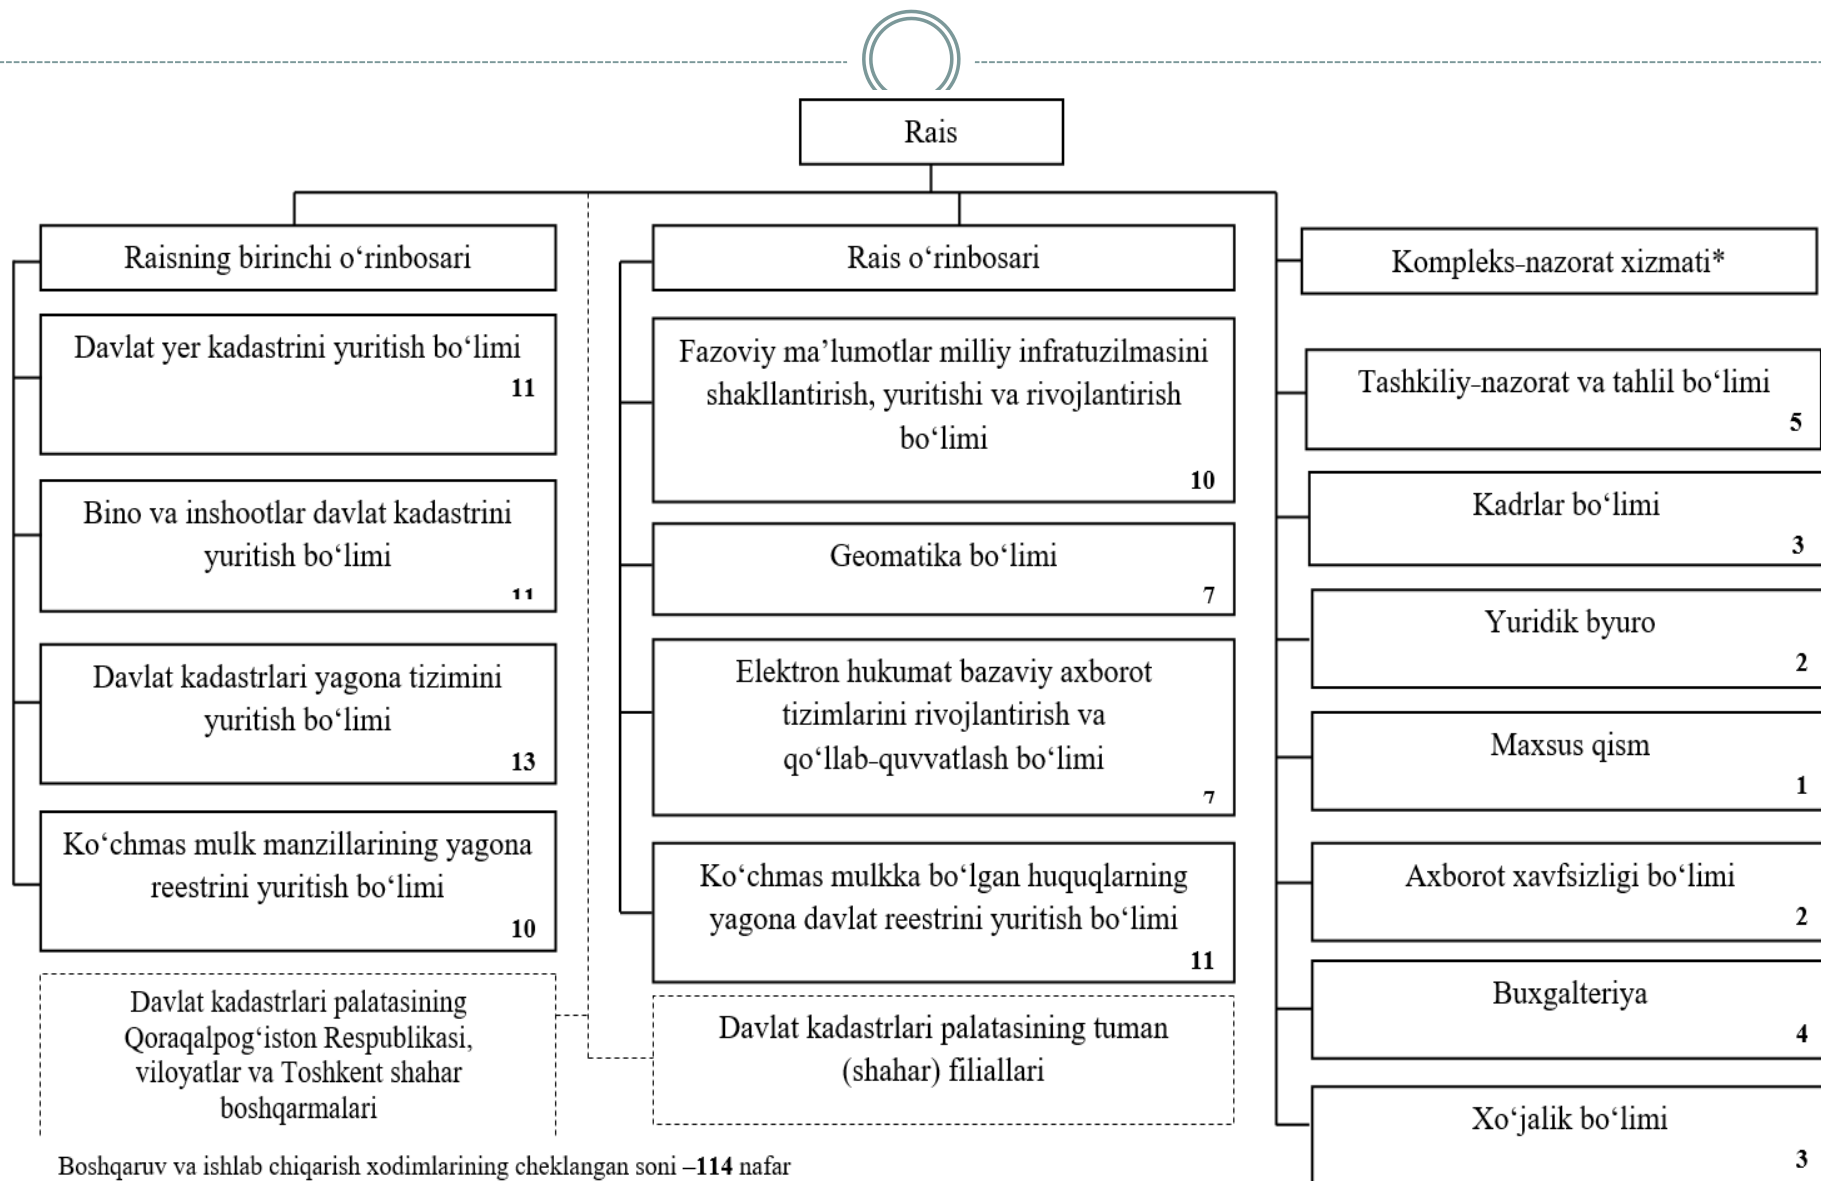 Rais
Raisning birinchi o‘rinbosari
Davlat yer kadastrini yuritish bo‘limi
11
Bino va inshootlar davlat kadastrini
yuritish bo‘limi
11
Davlat kadastrlari yagona tizimini
yuritish bo‘limi
13
Ko‘chmas mulk manzillarining yagona
reestrini yuritish bo‘limi
10
Davlat kadastrlari palatasining
Qoraqalpog‘iston Respublikasi,
viloyatlar va Toshkent shahar
boshqarmalari
Rais o‘rinbosari
Fazoviy ma’lumotlar milliy infratuzilmasini
shakllantirish, yuritishi va rivojlantirish
bo‘limi
10
Geomatika bo‘limi
7
Elektron hukumat bazaviy axborot
tizimlarini rivojlantirish va
qo‘llab-quvvatlash bo‘limi
7
Ko‘chmas mulkka bo‘lgan huquqlarning
yagona davlat reestrini yuritish bo‘limi
11
Davlat kadastrlari palatasining tuman
(shahar) filiallari
Kompleks-nazorat xizmati*
Tashkiliy-nazorat va tahlil bo‘limi
5
Kadrlar bo‘limi
3
Yuridik byuro
2
Maxsus qism
1
Axborot xavfsizligi bo‘limi
2
Buxgalteriya
4
Xo‘jalik bo‘limi
3
Boshqaruv va ishlab chiqarish xodimlarining cheklangan soni –114 nafar